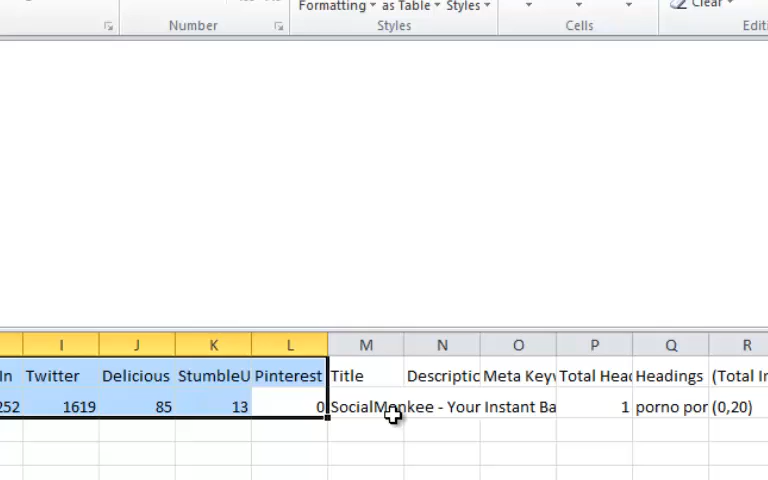 Formatting as Table Styles Clear
Number Styles Cells Editi
I J K L M N O P Q R
In Twitter Delicious StumbleU Pinterest Title Descriptic Meta Keyv Total Head Headings (Total In
252 1619 85 13 0 SocialMonkee - Your Instant Ba 1 porno por (0,20)